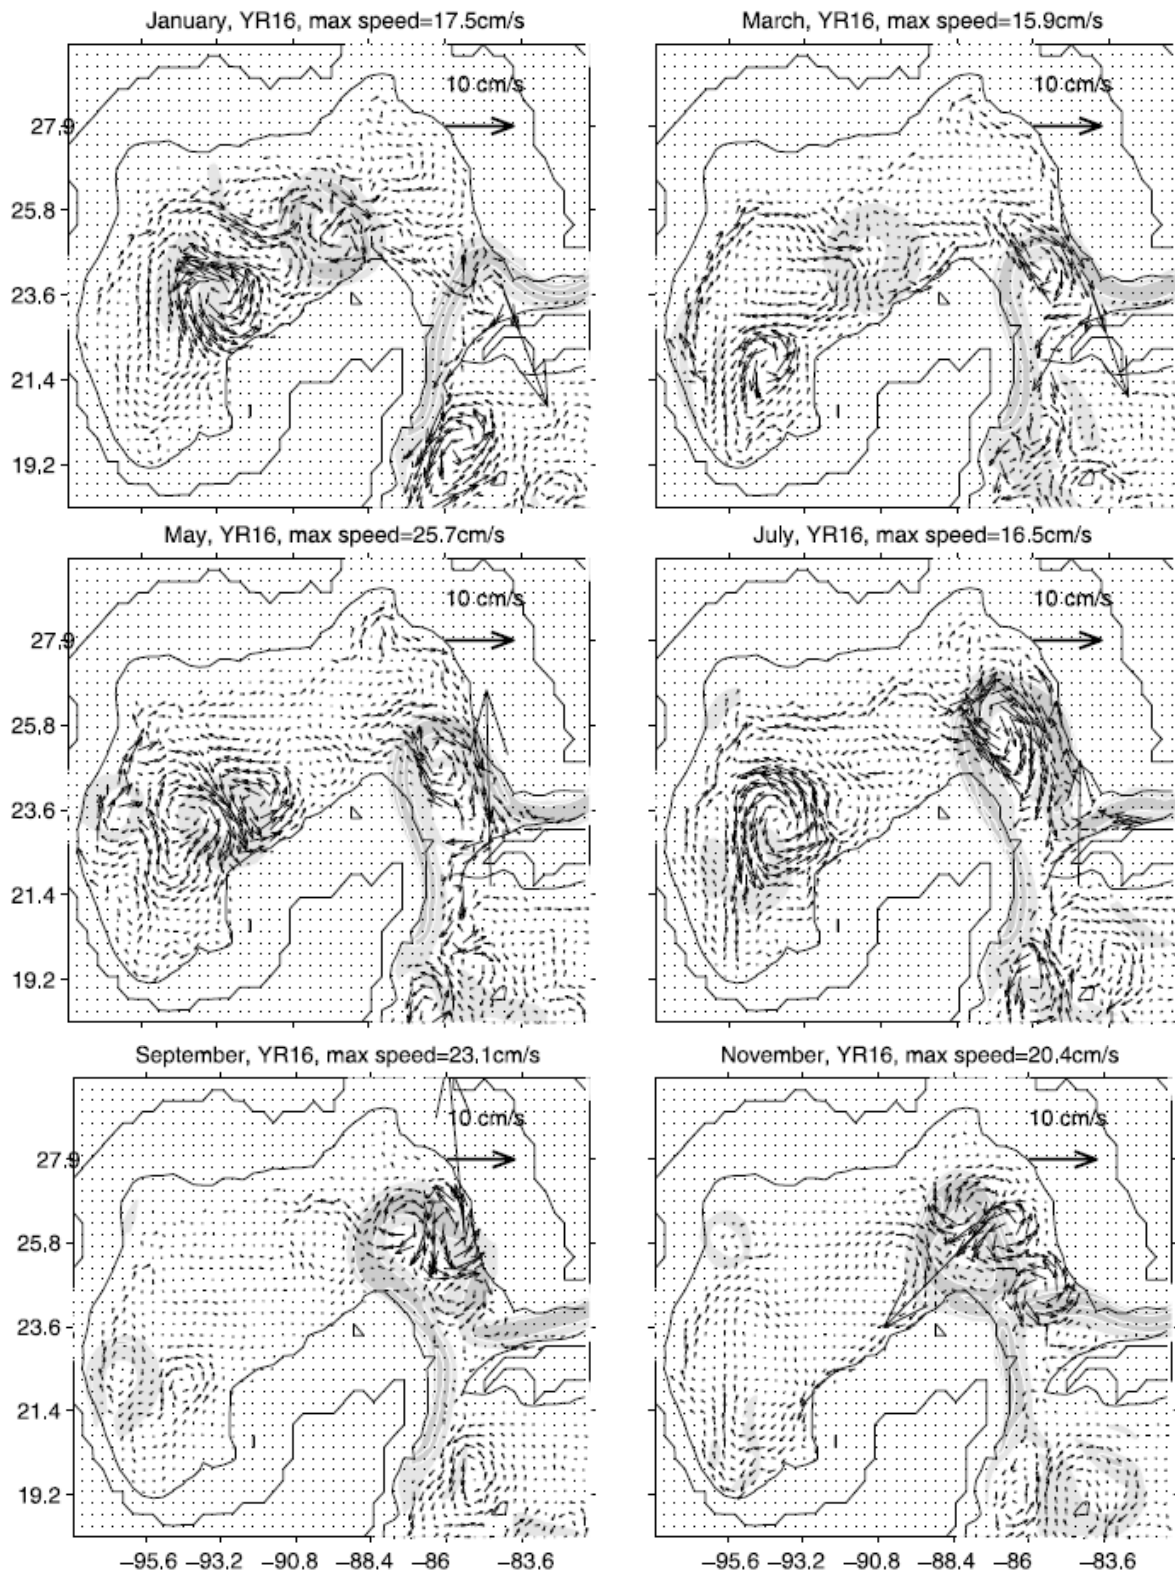 January, YR16, max speed=17.5cm/s
March, YR16, max speed=15.9cm/s
10 cm/s
10 cm/s
27.9
25.8
23.6
21.4
19.2
May, YR16, max speed=25.7cm/s
July, YR16, max speed=16.5cm/s
10 cm/s
10 cm/s
27.9
25.8
23.6
21.4
19.2
September, YR16, max speed=23.1cm/s
November, YR16, max speed=20.4cm/s
10 cm/s
10 cm/s
27.9
25.8
23.6
21.4
19.2
−95.6 −93.2 −90.8 −88.4 −86 −83.6
−95.6 −93.2 −90.8 −88.4 −86 −83.6